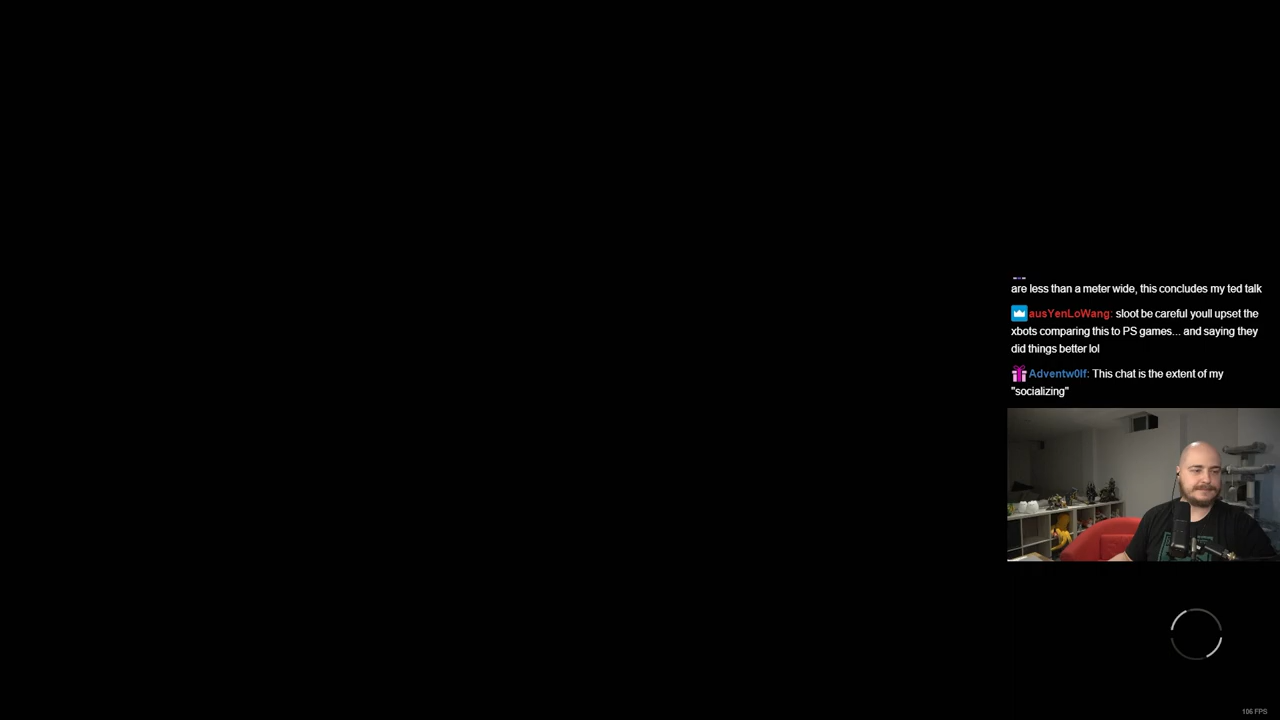 are less than a meter wide, this concludes my ted talk
ausYenLoWang: sloot be careful youll upset the
xbots comparing this to PS games... and saying they
did things better lol
Adventw0lf: This chat is the extent of my
"socializing"
106 FPS